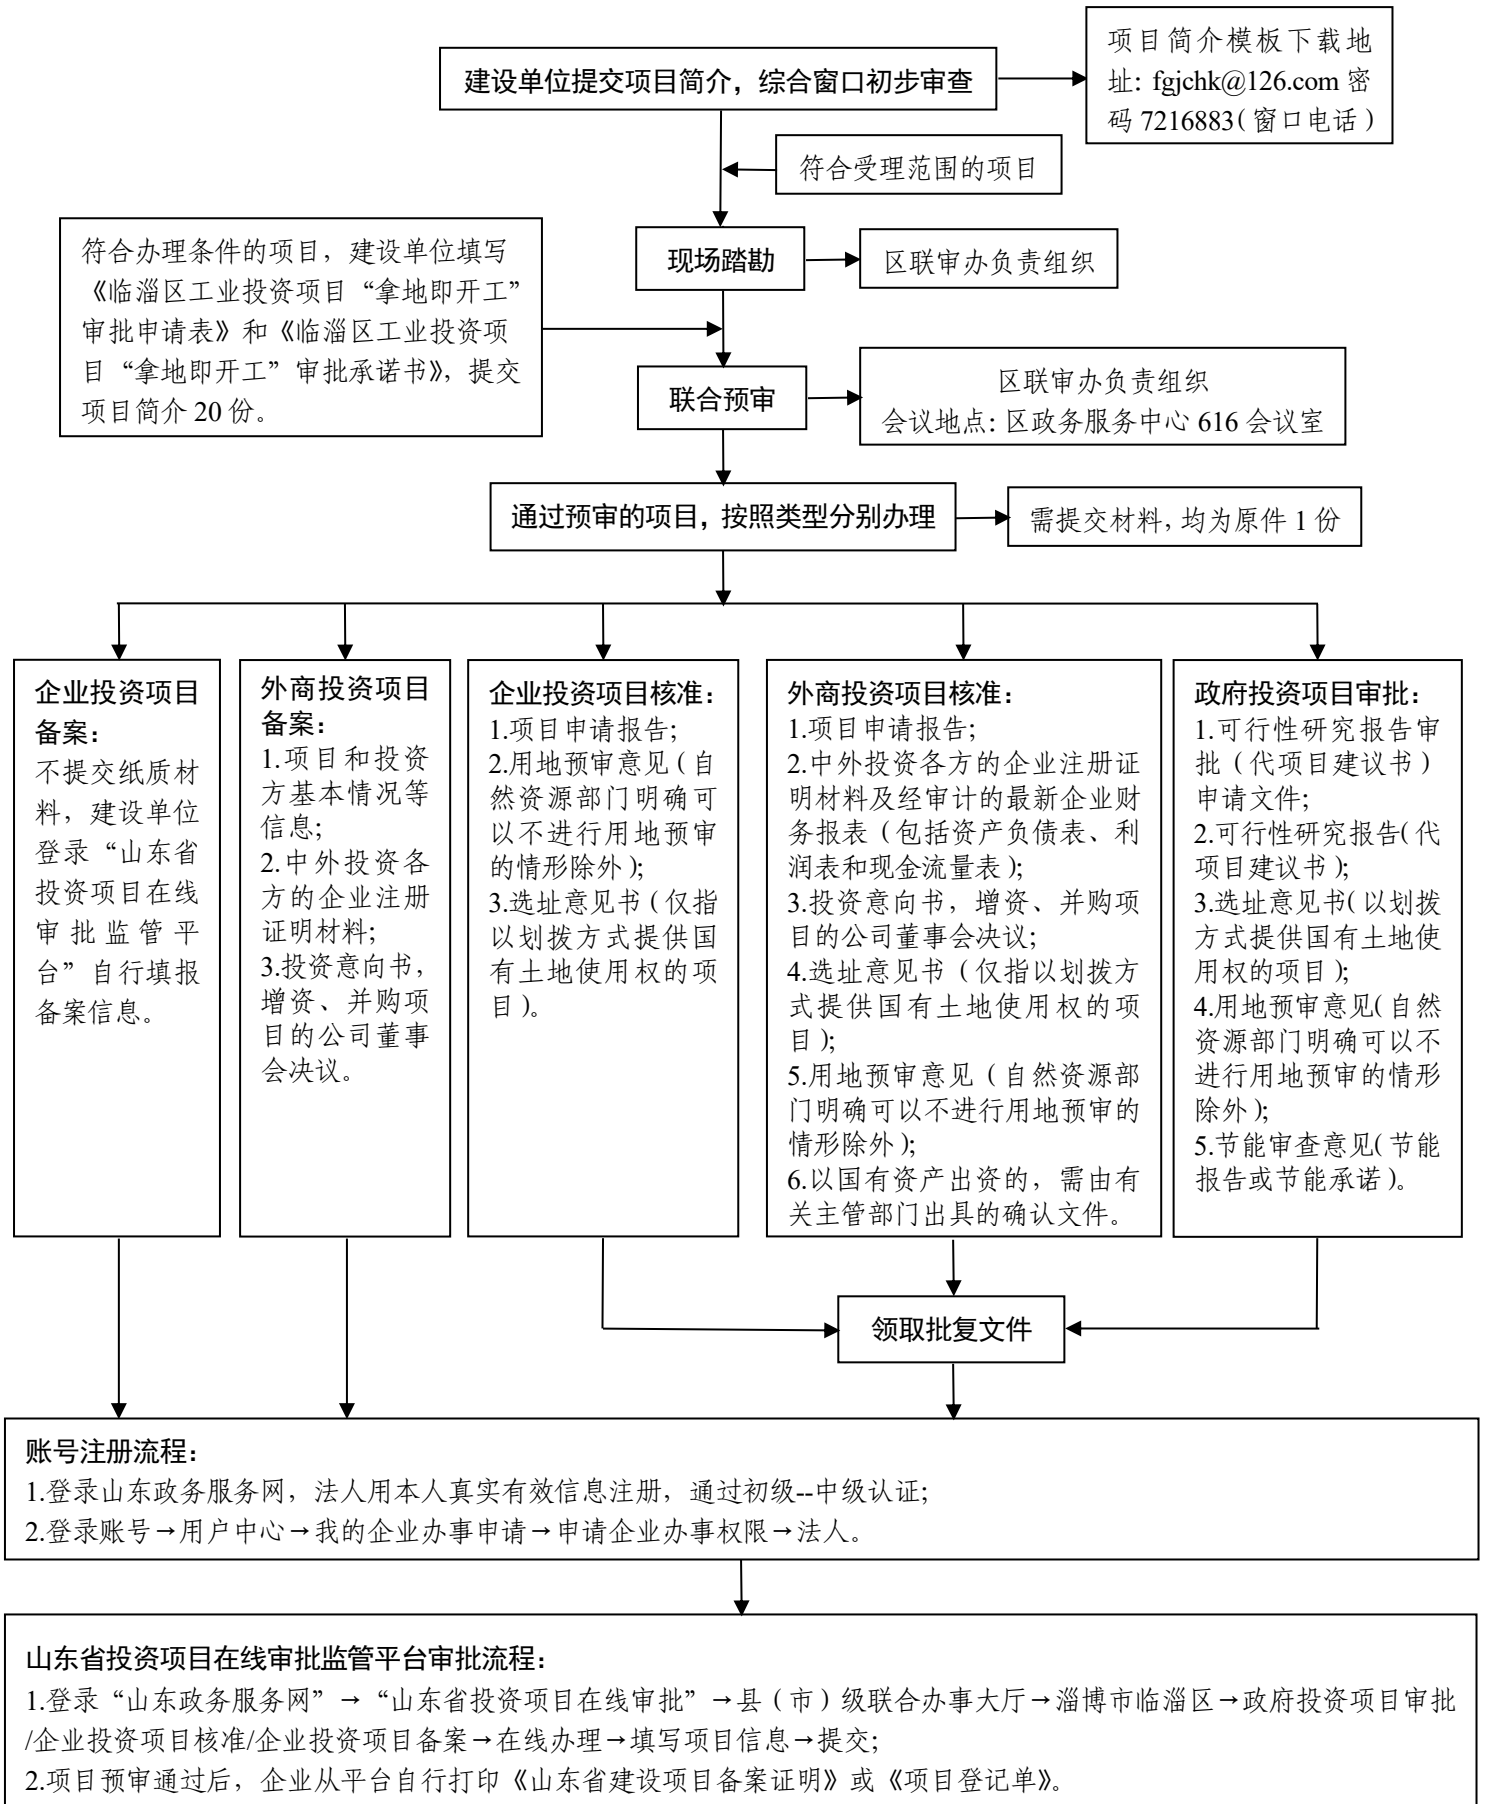 建设单位提交项目简介，综合窗口初步审查
项目简介模板下载地
址：fgjchk@126.com 密
码 7216883（窗口电话）
符合受理范围的项目
现场踏勘
区联审办负责组织
符合办理条件的项目，建设单位填写
《临淄区工业投资项目“拿地即开工”
审批申请表》和《临淄区工业投资项
目“拿地即开工”审批承诺书》，提交
项目简介 20 份。
联合预审
区联审办负责组织
会议地点：区政务服务中心 616 会议室
通过预审的项目，按照类型分别办理
需提交材料，均为原件 1 份
企业投资项目
备案：
不提交纸质材
料，建设单位
登录“山东省
投资项目在线
审批监管平
台”自行填报
备案信息。
外商投资项目
备案：
1.项目和投资
方基本情况等
信息；
2.中外投资各
方的企业注册
证明材料；
3.投资意向书，
增资、并购项
目的公司董事
会决议。
企业投资项目核准：
1.项目申请报告；
2.用地预审意见（自
然资源部门明确可
以不进行用地预审
的情形除外）；
3.选址意见书（仅指
以划拨方式提供国
有土地使用权的项
目）。
外商投资项目核准：
1.项目申请报告；
2.中外投资各方的企业注册证
明材料及经审计的最新企业财
务报表（包括资产负债表、利
润表和现金流量表）；
3.投资意向书，增资、并购项
目的公司董事会决议；
4.选址意见书（仅指以划拨方
式提供国有土地使用权的项
目）；
5.用地预审意见（自然资源部
门明确可以不进行用地预审的
情形除外）；
6.以国有资产出资的，需由有
关主管部门出具的确认文件。
政府投资项目审批：
1.可行性研究报告审
批（代项目建议书）
申请文件；
2.可行性研究报告（代
项目建议书）；
3.选址意见书（以划拨
方式提供国有土地使
用权的项目）；
4.用地预审意见（自然
资源部门明确可以不
进行用地预审的情形
除外）；
5.节能审查意见（节能
报告或节能承诺）。
领取批复文件
账号注册流程：
1.登录山东政务服务网，法人用本人真实有效信息注册，通过初级--中级认证；
2.登录账号→用户中心→我的企业办事申请→申请企业办事权限→法人。
山东省投资项目在线审批监管平台审批流程：
1.登录“山东政务服务网”→“山东省投资项目在线审批”→县（市）级联合办事大厅→淄博市临淄区→政府投资项目审批
/企业投资项目核准/企业投资项目备案→在线办理→填写项目信息→提交；
2.项目预审通过后，企业从平台自行打印《山东省建设项目备案证明》或《项目登记单》。